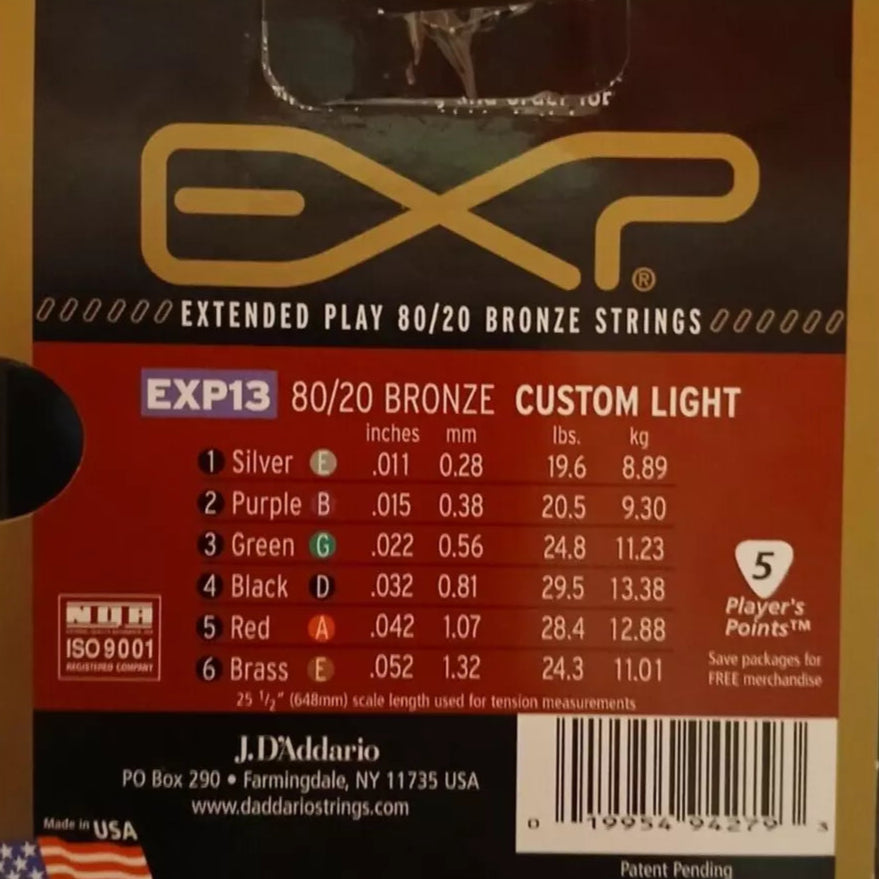 order for
EXP®
EXTENDED PLAY 80/20 BRONZE STRINGS
EXP13 80/20 BRONZE CUSTOM LIGHT
inches mm lbs. kg
1 Silver E .011 0.28 19.6 8.89
2 Purple B .015 0.38 20.5 9.30
3 Green G .022 0.56 24.8 11.23
4 Black D .032 0.81 29.5 13.38
5 Red A .042 1.07 28.4 12.88
6 Brass E .052 1.32 24.3 11.01
25 1/2" (648mm) scale length used for tension measurements
NQA
ISO 9001
REGISTERED COMPANY
5
Player's
Points™
Save packages for
FREE merchandise
J.D'Addario
PO Box 290 • Farmingdale, NY 11735 USA
www.daddariostrings.com
Made in USA
0 19954 94279 3
Patent Pending